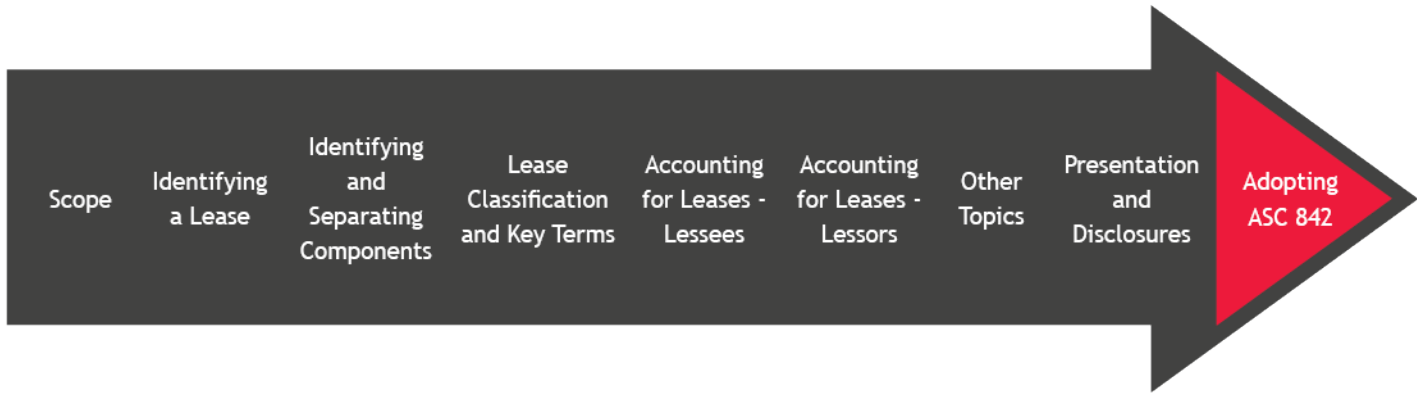 Scope
Identifying
a Lease
Identifying
and
Separating
Components
Lease
Classification
and Key Terms
Accounting
for Leases -
Lessees
Accounting
for Leases -
Lessors
Other
Topics
Presentation
and
Disclosures
Adopting
ASC 842